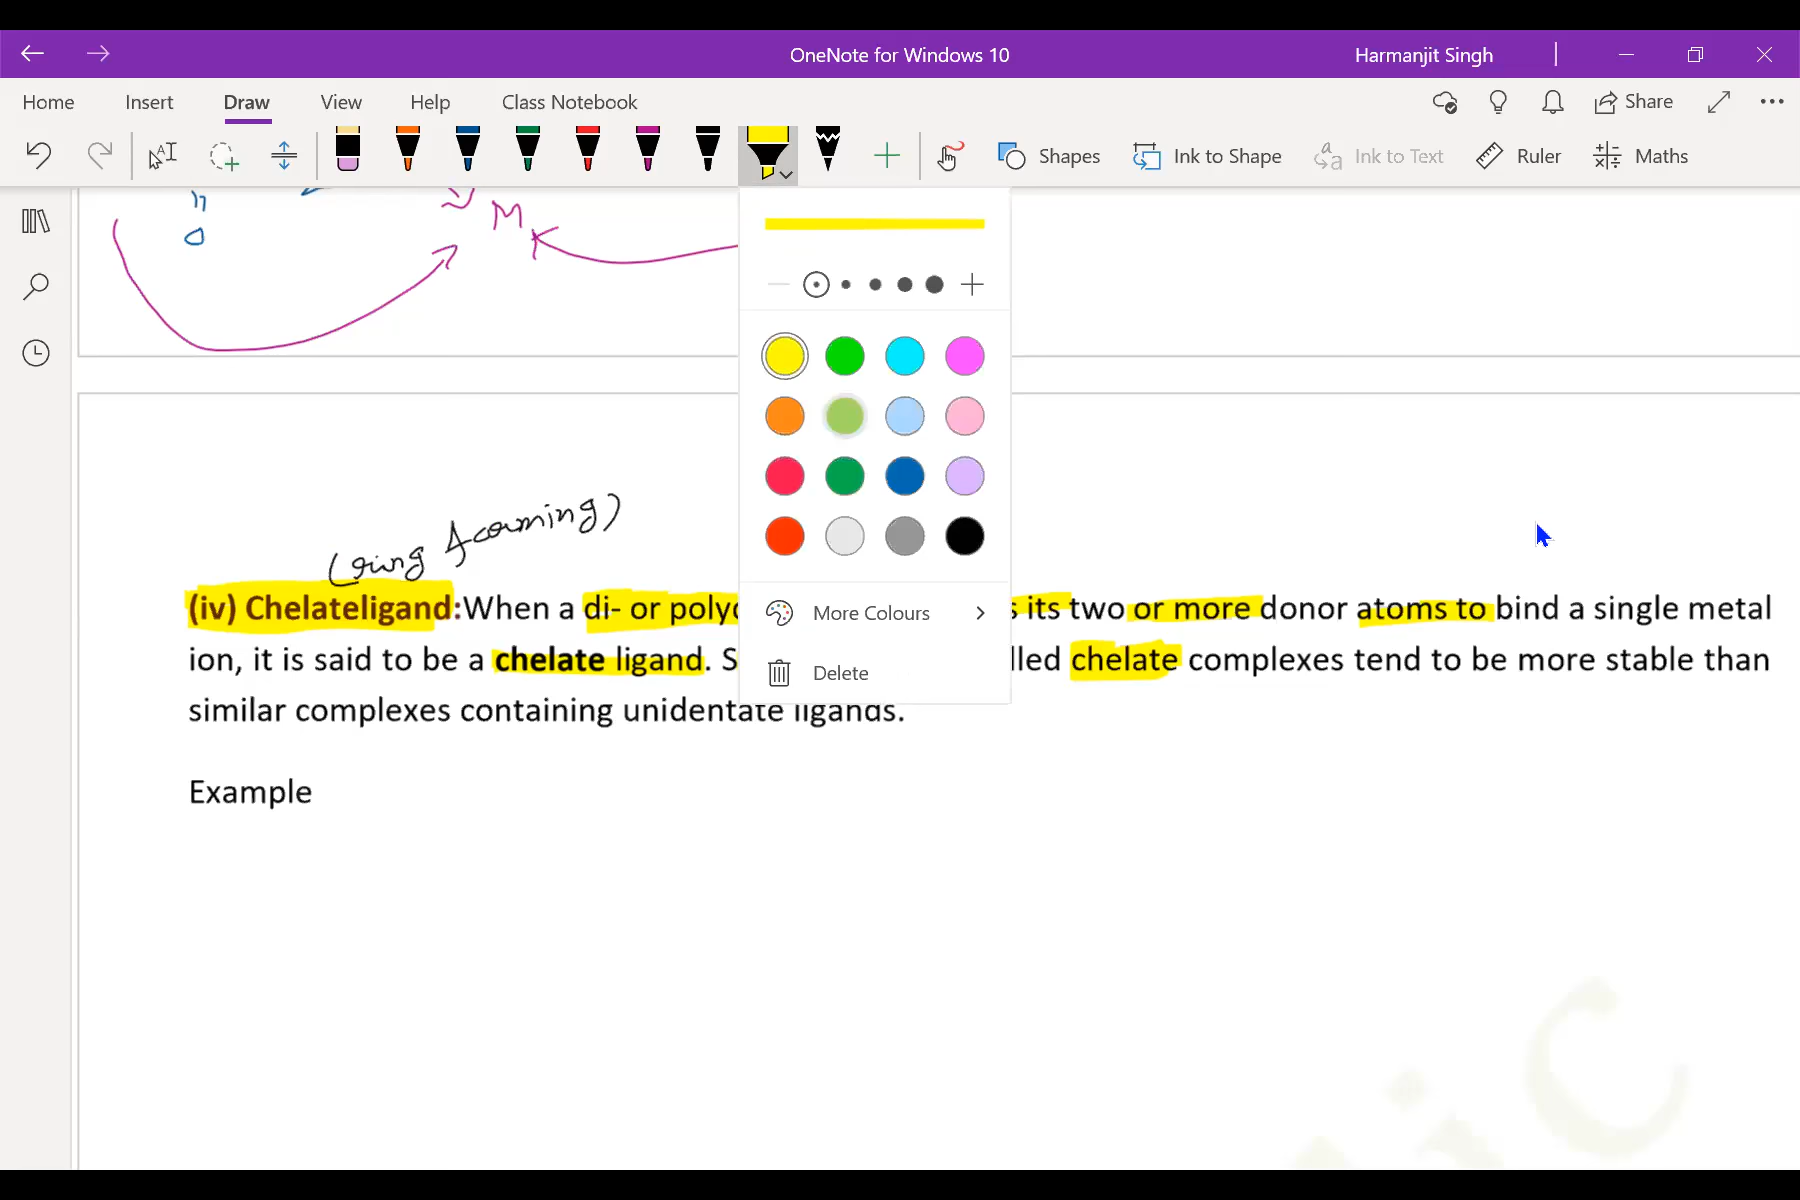 OneNote for Windows 10
Harmanjit Singh
Home Insert Draw View Help Class Notebook Share
Shapes Ink to Shape Ink to Text Ruler Maths
M
(ring forming)
(iv) Chelateligand:When a di- or its two or more donor atoms to bind a single metal
More Colours
ion, it is said to be a chelate ligand. chelate complexes tend to be more stable than
Delete
similar complexes containing unidentate ligands.
Example